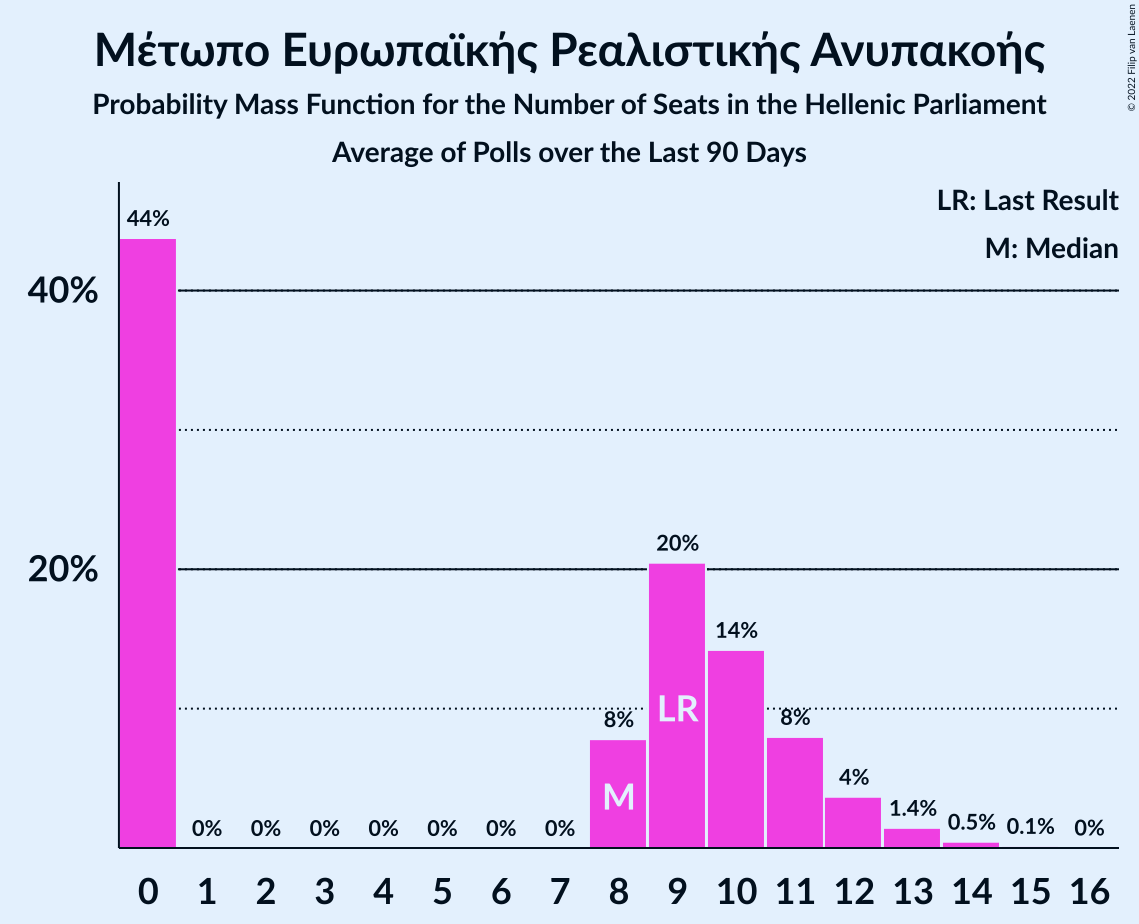 Μέτωπο Ευρωπαϊκής Ρεαλιστικής Ανυπακοής
Probability Mass Function for the Number of Seats in the Hellenic Parliament
Average of Polls over the Last 90 Days
© 2022 Filip van Laenen
LR: Last Result
M: Median
44%
40%
20%
20%
14%
8%
LR
8%
M
4%
1.4%
0.5%
0.1%
0%
0%
0%
0%
0%
0%
0%
0%
0 1 2 3 4 5 6 7 8 9 10 11 12 13 14 15 16